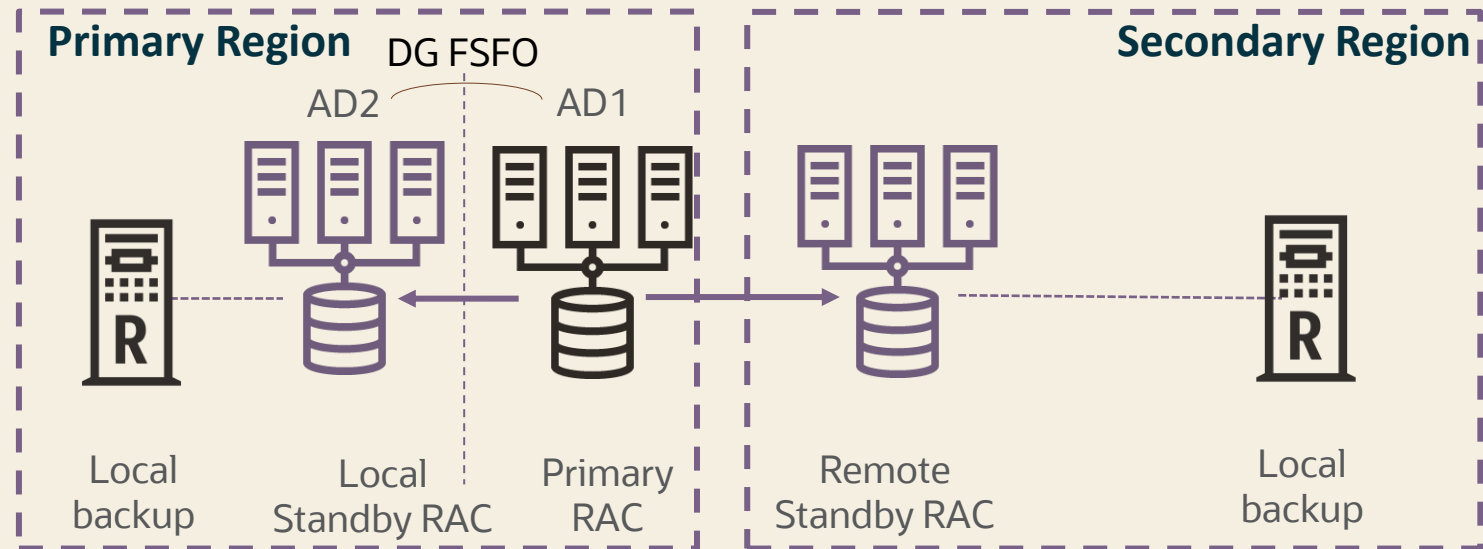 Primary Region
DG FSFO
Secondary Region
AD2
AD1
R
R
Local
backup
Local
Standby RAC
Primary
RAC
Remote
Standby RAC
Local
backup